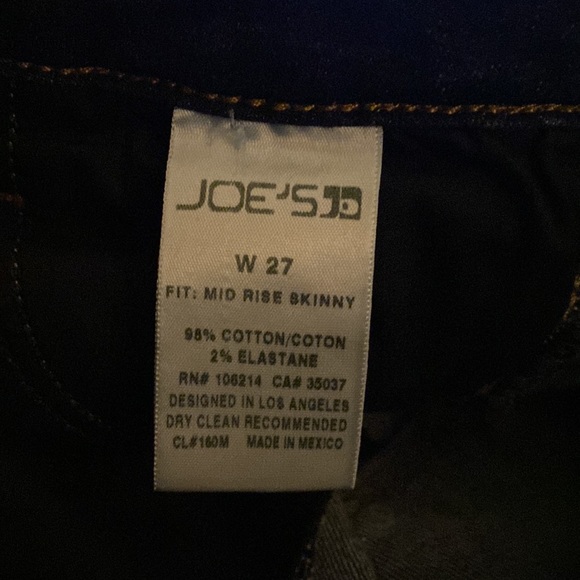 JOE'S JD
W 27
FIT: MID RISE SKINNY
98% COTTON/COTON
2% ELASTANE
RN# 106214 CA# 35037
DESIGNED IN LOS ANGELES
DRY CLEAN RECOMMENDED
CL#160M MADE IN MEXICO